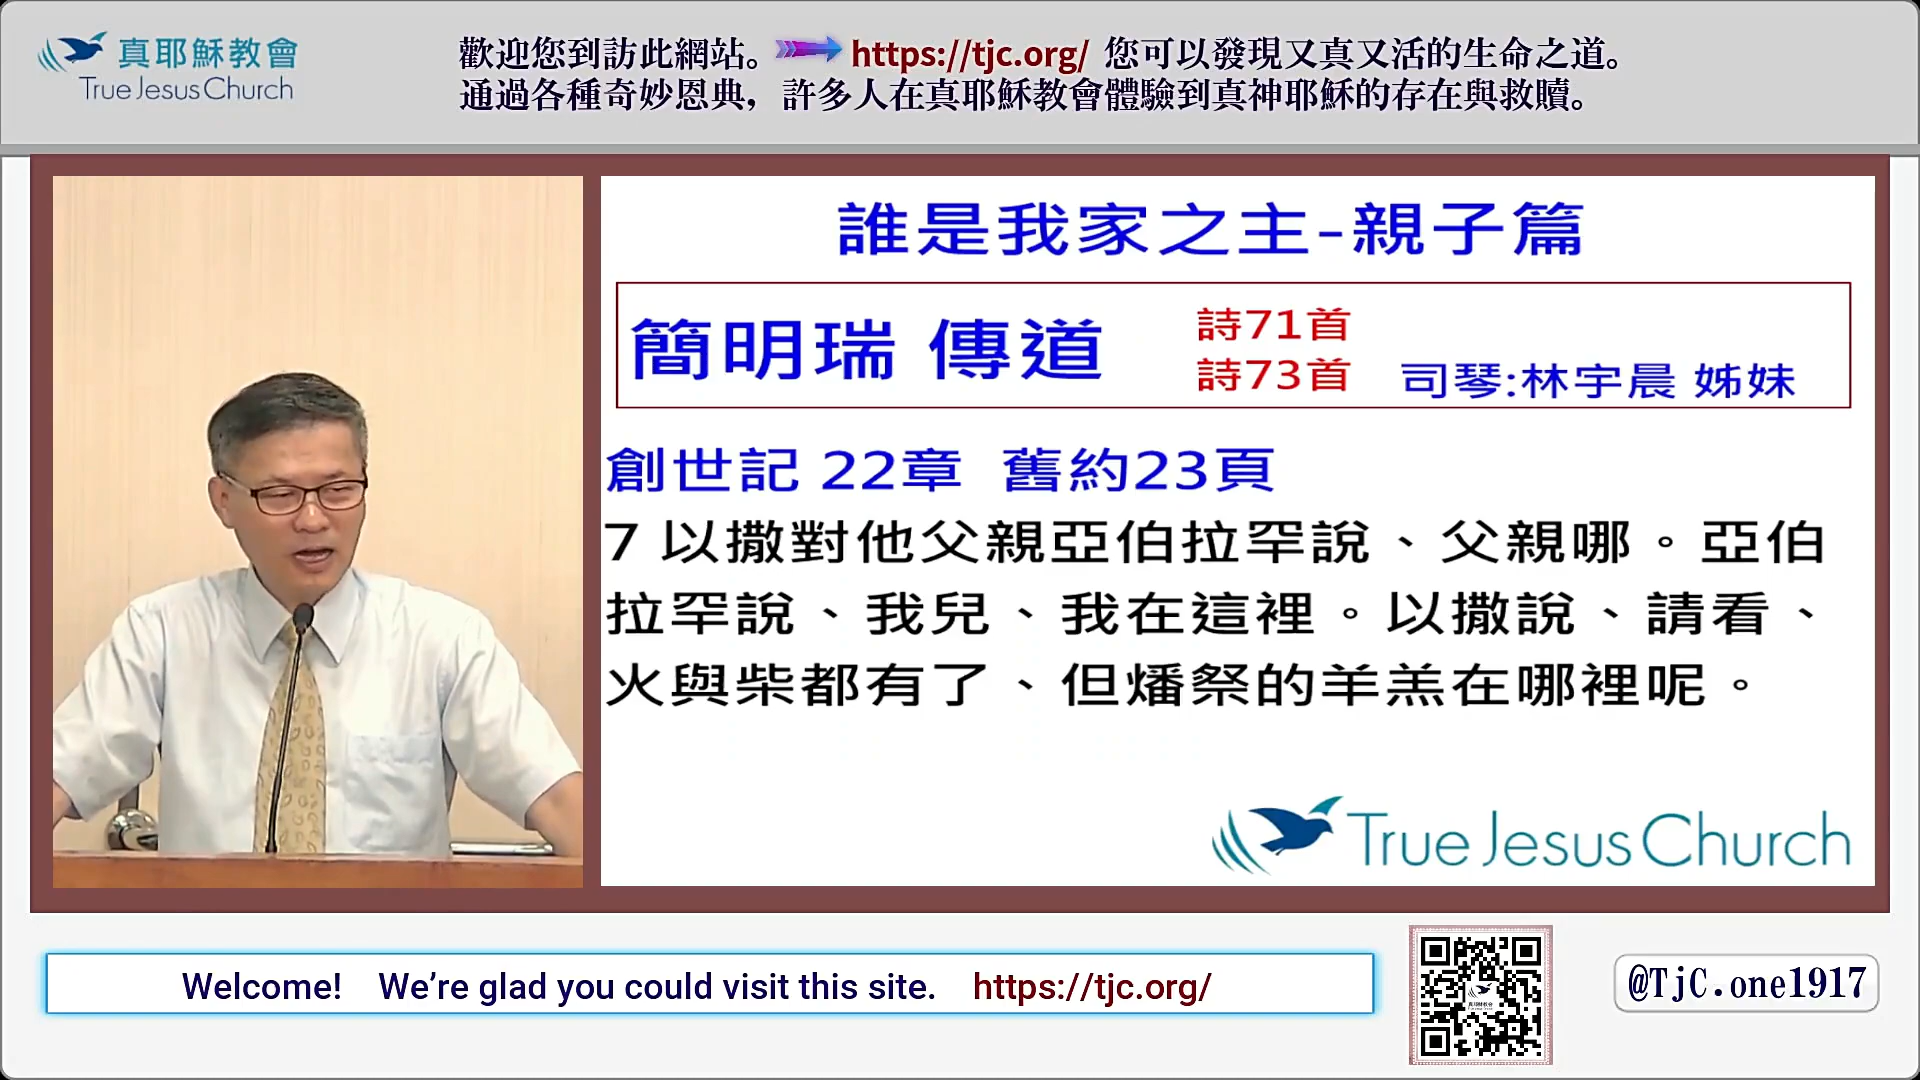 真耶穌教會
True Jesus Church
歡迎您到訪此網站。 https://tjc.org/ 您可以發現又真又活的生命之道。
通過各種奇妙恩典，許多人在真耶穌教會體驗到真神耶穌的存在與救贖。
誰是我家之主-親子篇
簡明瑞 傳道
詩71首
詩73首
司琴:林宇晨 姊妹
創世記 22章 舊約23頁
7 以撒對他父親亞伯拉罕說、父親哪。亞伯
拉罕說、我兒、我在這裡。以撒說、請看、
火與柴都有了、但燔祭的羊羔在哪裡呢。
True Jesus Church
Welcome! We're glad you could visit this site. https://tjc.org/
@TjC.one1917